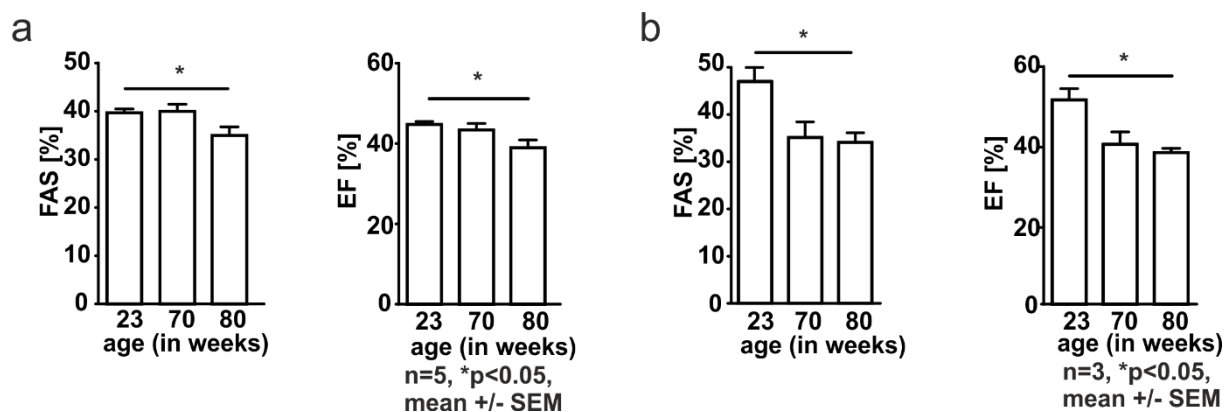 a
FAS [%]
50
40
30
20
10
0
*
23 70 80
age (in weeks)
EF [%]
60
40
20
0
*
23 70 80
age (in weeks)
n=5, *p<0.05,
mean +/- SEM
b
FAS [%]
50
40
30
20
10
0
*
23 70 80
age (in weeks)
EF [%]
60
40
20
0
*
23 70 80
age (in weeks)
n=3, *p<0.05,
mean +/- SEM